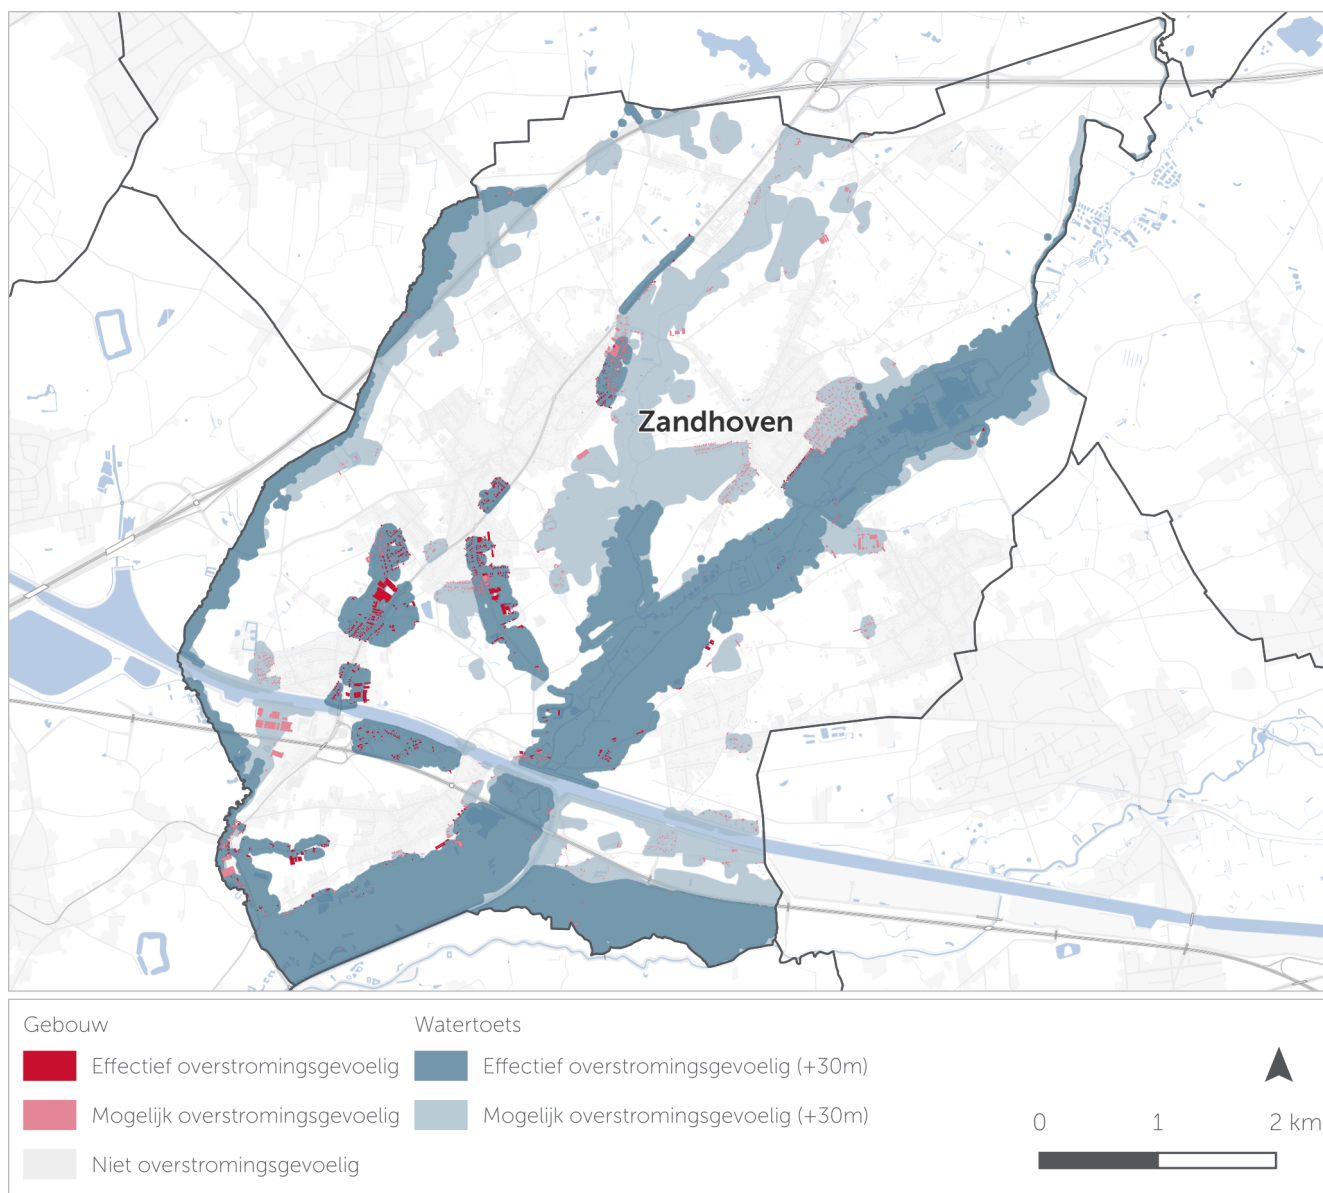 Zandhoven
Gebouw
Effectief overstromingsgevoelig
Mogelijk overstromingsgevoelig
Niet overstromingsgevoelig
Watertoets
Effectief overstromingsgevoelig (+30m)
Mogelijk overstromingsgevoelig (+30m)
0 1 2 km